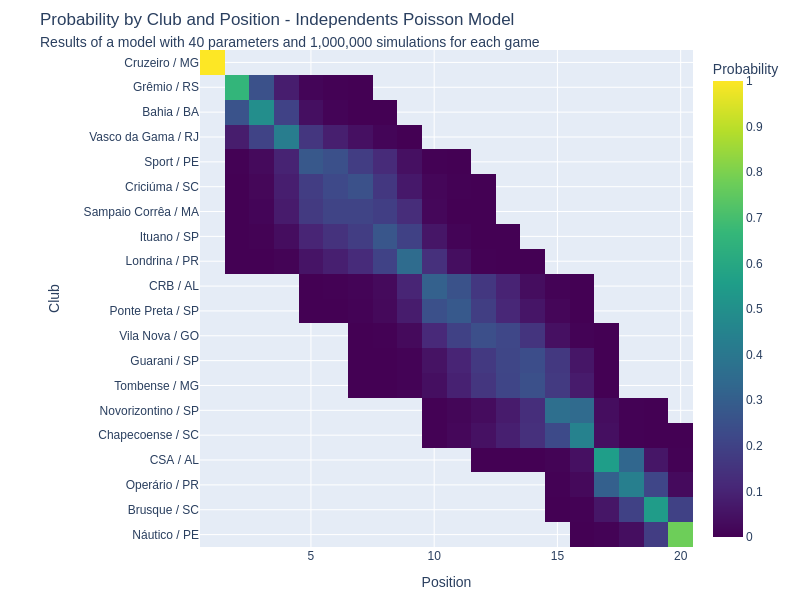 Probability by Club and Position - Independents Poisson Model
Results of a model with 40 parameters and 1,000,000 simulations for each game
Probability
1
0.9
0.8
0.7
0.6
0.5
0.4
0.3
0.2
0.1
0
Club
Cruzeiro / MG
Grêmio / RS
Bahia / BA
Vasco da Gama / RJ
Sport / PE
Criciúma / SC
Sampaio Corrêa / MA
Ituano / SP
Londrina / PR
CRB / AL
Ponte Preta / SP
Vila Nova / GO
Guarani / SP
Tombense / MG
Novorizontino / SP
Chapecoense / SC
CSA / AL
Operário / PR
Brusque / SC
Náutico / PE
5
10
15
20
Position